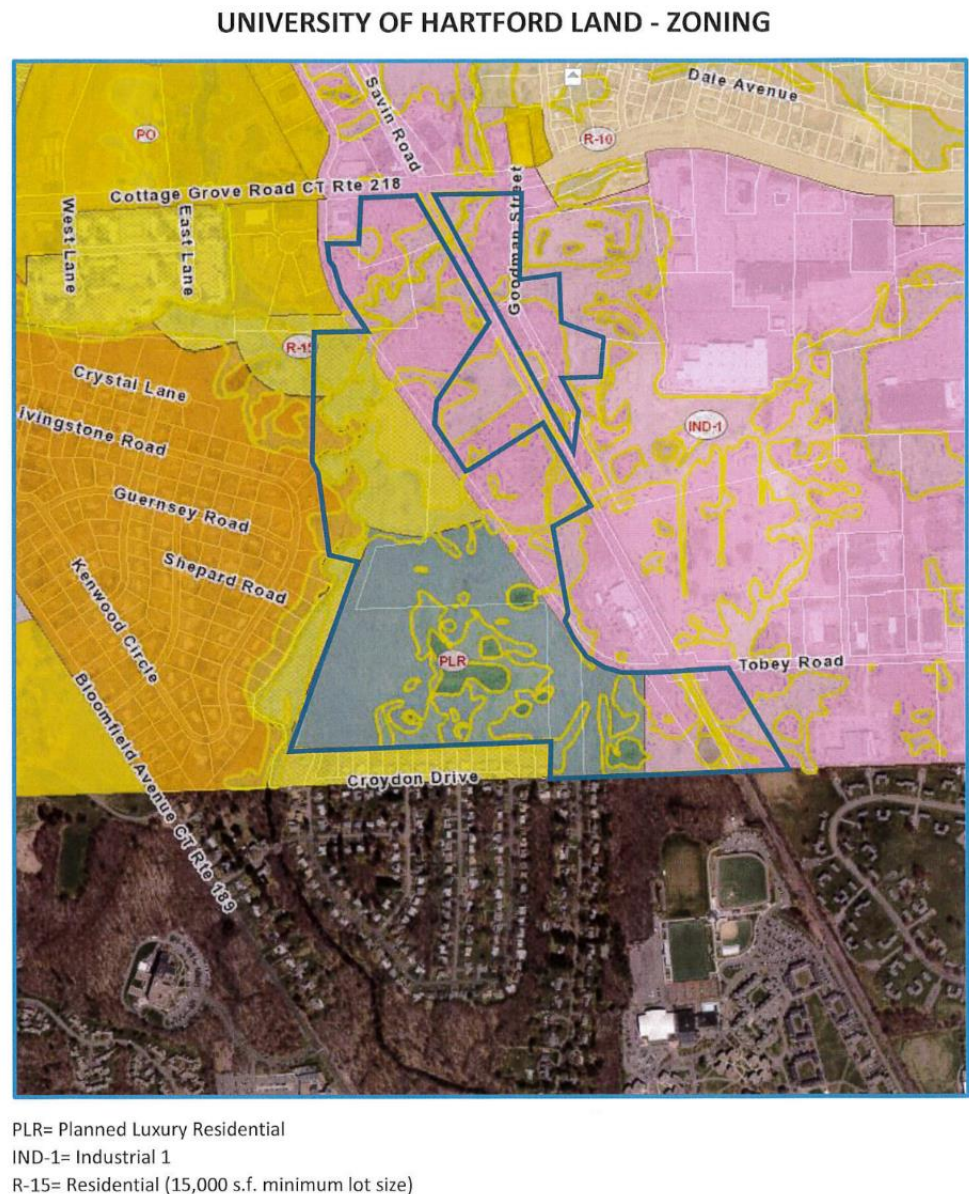 UNIVERSITY OF HARTFORD LAND - ZONING
Dale Avenue
Savin Road
PO
R-10
Cottage Grove Road CT Rte 218
West Lane
East Lane
Goodman Street
R-15
Crystal Lane
ivingstone Road
IND-1
Guernsey Road
Shepard Road
Kenwood Circle
PLR
Tobey Road
Bloomfield Avenue CT Rte 189
Croydon Drive
PLR= Planned Luxury Residential
IND-1= Industrial 1
R-15= Residential (15,000 s.f. minimum lot size)